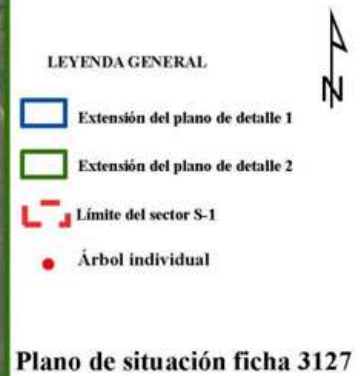 N
LEYENDA GENERAL
Extensión del plano de detalle 1
Extensión del plano de detalle 2
Límite del sector S-1
Árbol individual
Plano de situación ficha 3127